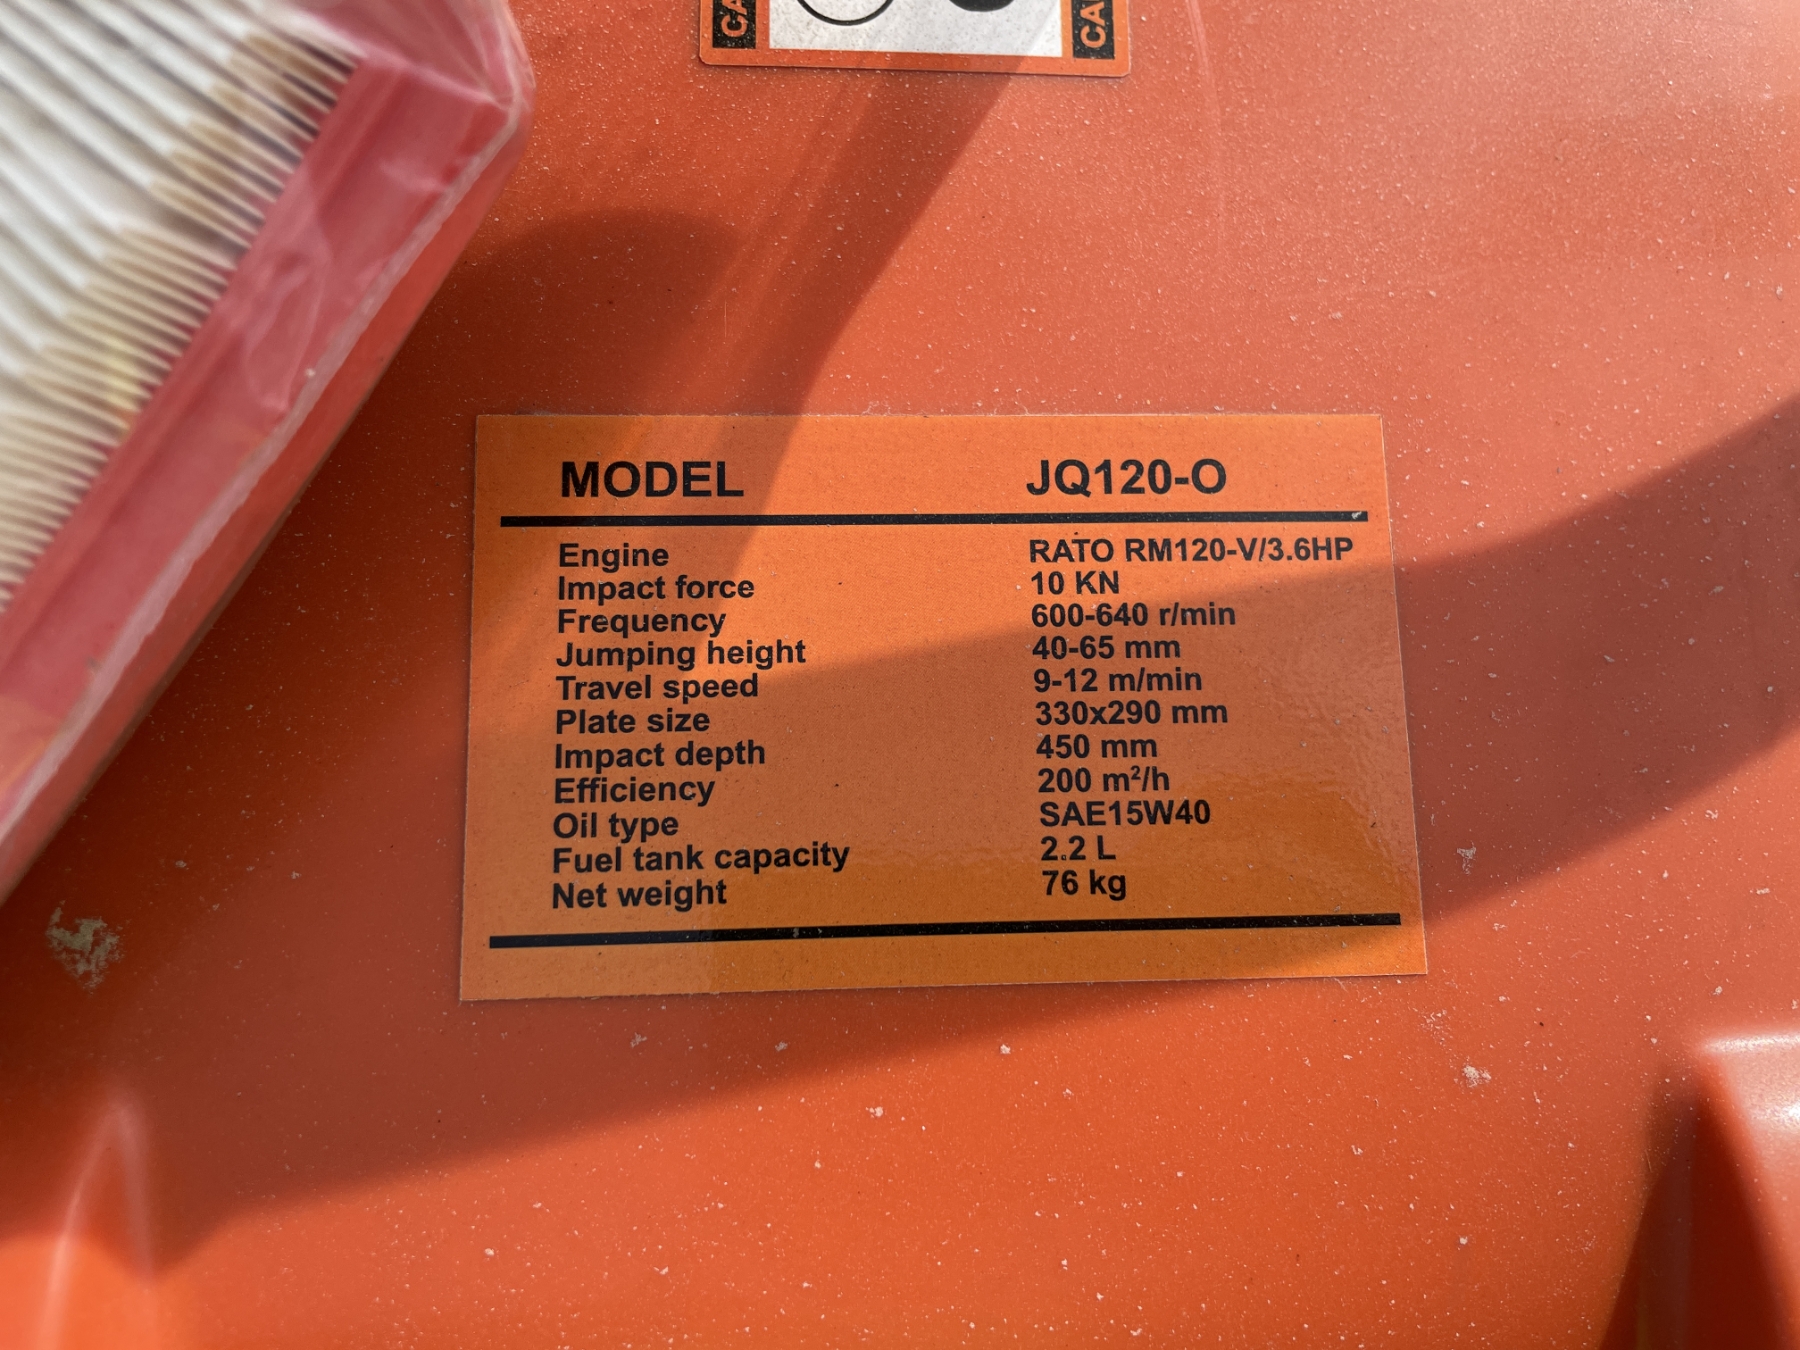 CA
CA
MODEL JQ120-O
Engine RATO RM120-V/3.6HP
Impact force 10 KN
Frequency 600-640 r/min
Jumping height 40-65 mm
Travel speed 9-12 m/min
Plate size 330x290 mm
Impact depth 450 mm
Efficiency 200 m²/h
Oil type SAE15W40
Fuel tank capacity 2.2 L
Net weight 76 kg